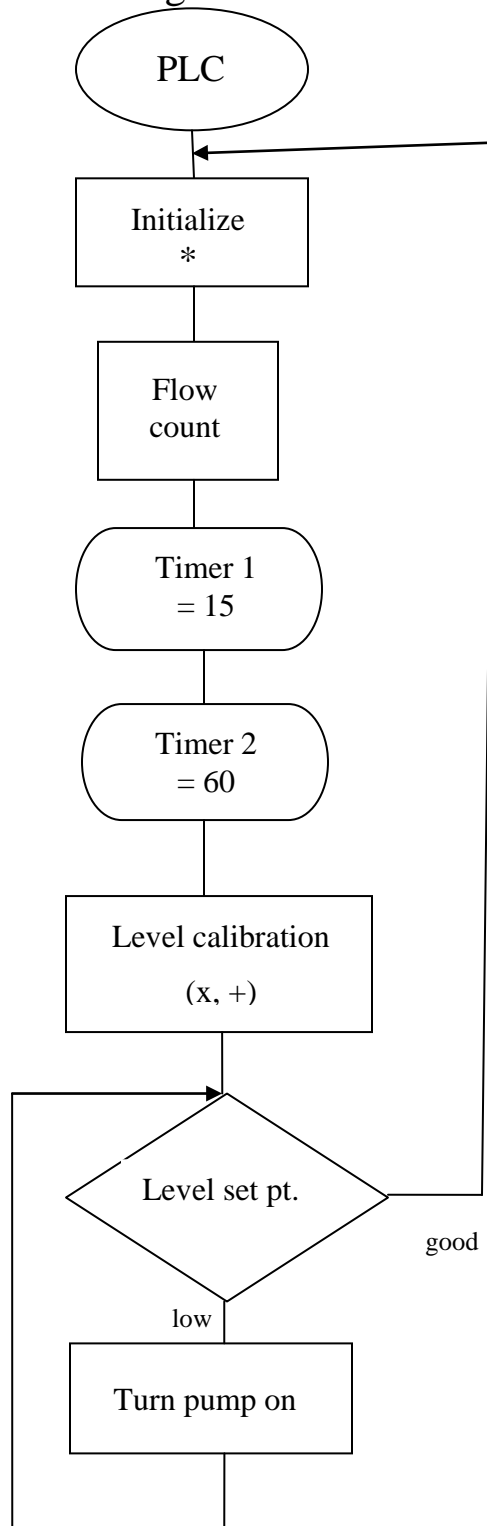 PLC
Initialize
*
Flow
count
Timer 1
= 15
Timer 2
= 60
Level calibration
(x, +)
Level set pt.
good
low
Turn pump on